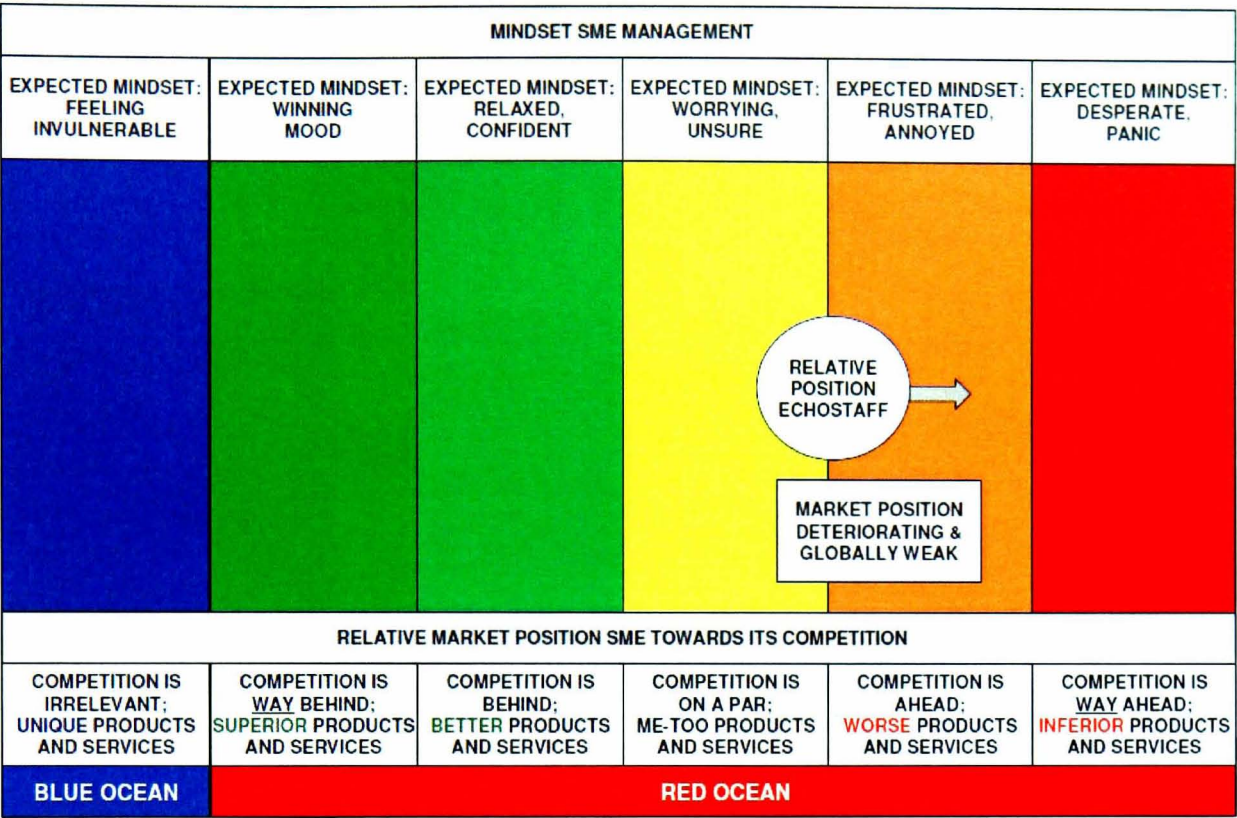 MINDSET SME MANAGEMENT
EXPECTED MINDSET:
FEELING
INVULNERABLE
EXPECTED MINDSET:
WINNING
MOOD
EXPECTED MINDSET:
RELAXED,
CONFIDENT
EXPECTED MINDSET:
WORRYING,
UNSURE
EXPECTED MINDSET:
FRUSTRATED,
ANNOYED
EXPECTED MINDSET:
DESPERATE,
PANIC
RELATIVE
POSITION
ECHOSTAFF
MARKET POSITION
DETERIORATING &
GLOBALLY WEAK
RELATIVE MARKET POSITION SME TOWARDS ITS COMPETITION
COMPETITION IS
IRRELEVANT;
UNIQUE PRODUCTS
AND SERVICES
COMPETITION IS
WAY BEHIND;
SUPERIOR PRODUCTS
AND SERVICES
COMPETITION IS
BEHIND;
BETTER PRODUCTS
AND SERVICES
COMPETITION IS
ON A PAR;
ME-TOO PRODUCTS
AND SERVICES
COMPETITION IS
AHEAD;
WORSE PRODUCTS
AND SERVICES
COMPETITION IS
WAY AHEAD;
INFERIOR PRODUCTS
AND SERVICES
BLUE OCEAN
RED OCEAN